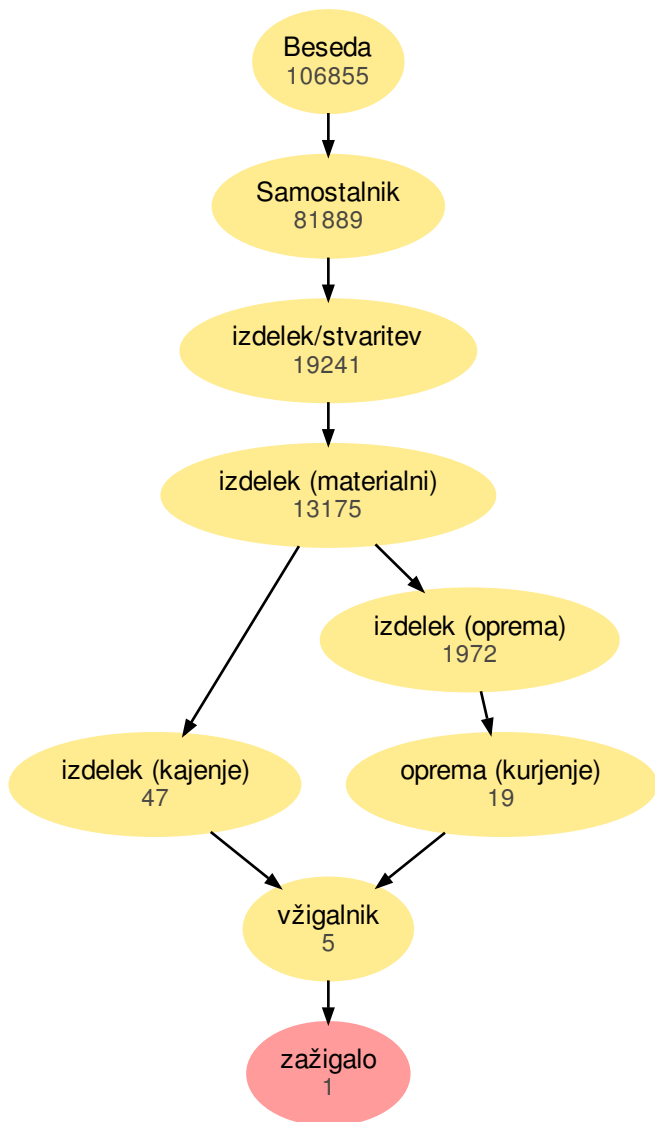 Beseda
106855
Samostalnik
81889
izdelek/stvaritev
19241
izdelek (materialni)
13175
izdelek (oprema)
1972
izdelek (kajenje)
47
oprema (kurjenje)
19
vžigalnik
5
zažigalo
1